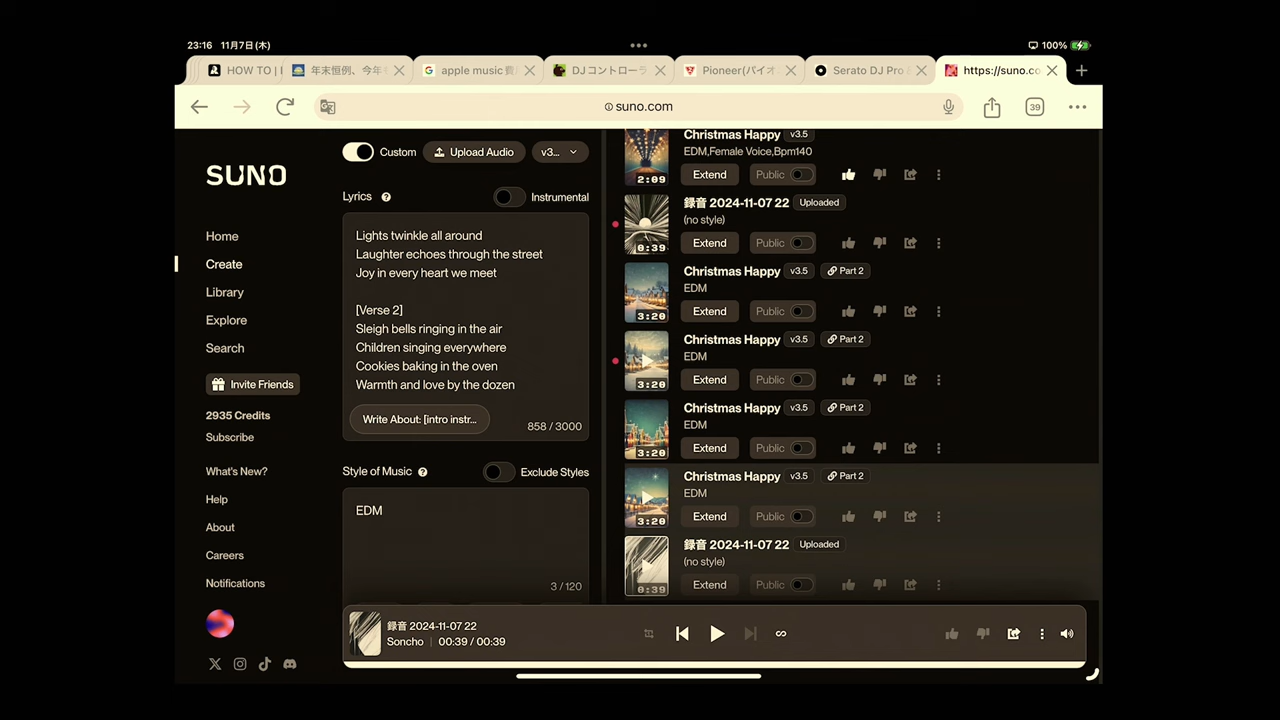 23:16 11月7日(木)
100%
HOW TO | I
年末恒例、今年
apple music 費用
DJコントローラ
Pioneer(パイオ
Serato DJ Pro
https://suno.co
suno.com
39
SUNO
Home
Create
Library
Explore
Search
Invite Friends
2935 Credits
Subscribe
What's New?
Help
About
Careers
Notifications
Custom
Upload Audio
v3...
Lyrics
Instrumental
Lights twinkle all around
Laughter echoes through the street
Joy in every heart we meet
[Verse 2]
Sleigh bells ringing in the air
Children singing everywhere
Cookies baking in the oven
Warmth and love by the dozen
Write About: [intro instr...
858 / 3000
Style of Music
Exclude Styles
EDM
3 / 120
Christmas Happy v3.5
EDM,Female Voice,Bpm140
2:09
Extend Public
録音 2024-11-07 22 Uploaded
(no style)
0:39
Extend Public
Christmas Happy v3.5 Part 2
EDM
3:20
Extend Public
Christmas Happy v3.5 Part 2
EDM
3:20
Extend Public
Christmas Happy v3.5 Part 2
EDM
3:20
Extend Public
Christmas Happy v3.5 Part 2
EDM
3:20
Extend Public
録音 2024-11-07 22 Uploaded
(no style)
0:39
Extend Public
録音 2024-11-07 22
Soncho | 00:39 / 00:39